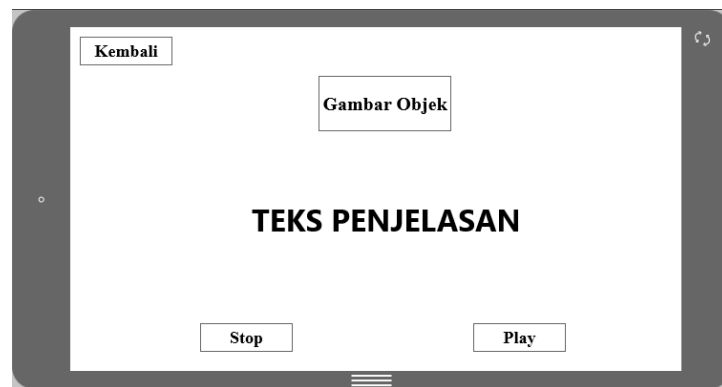 Kembali
Gambar Objek
TEKS PENJELASAN
Stop
Play